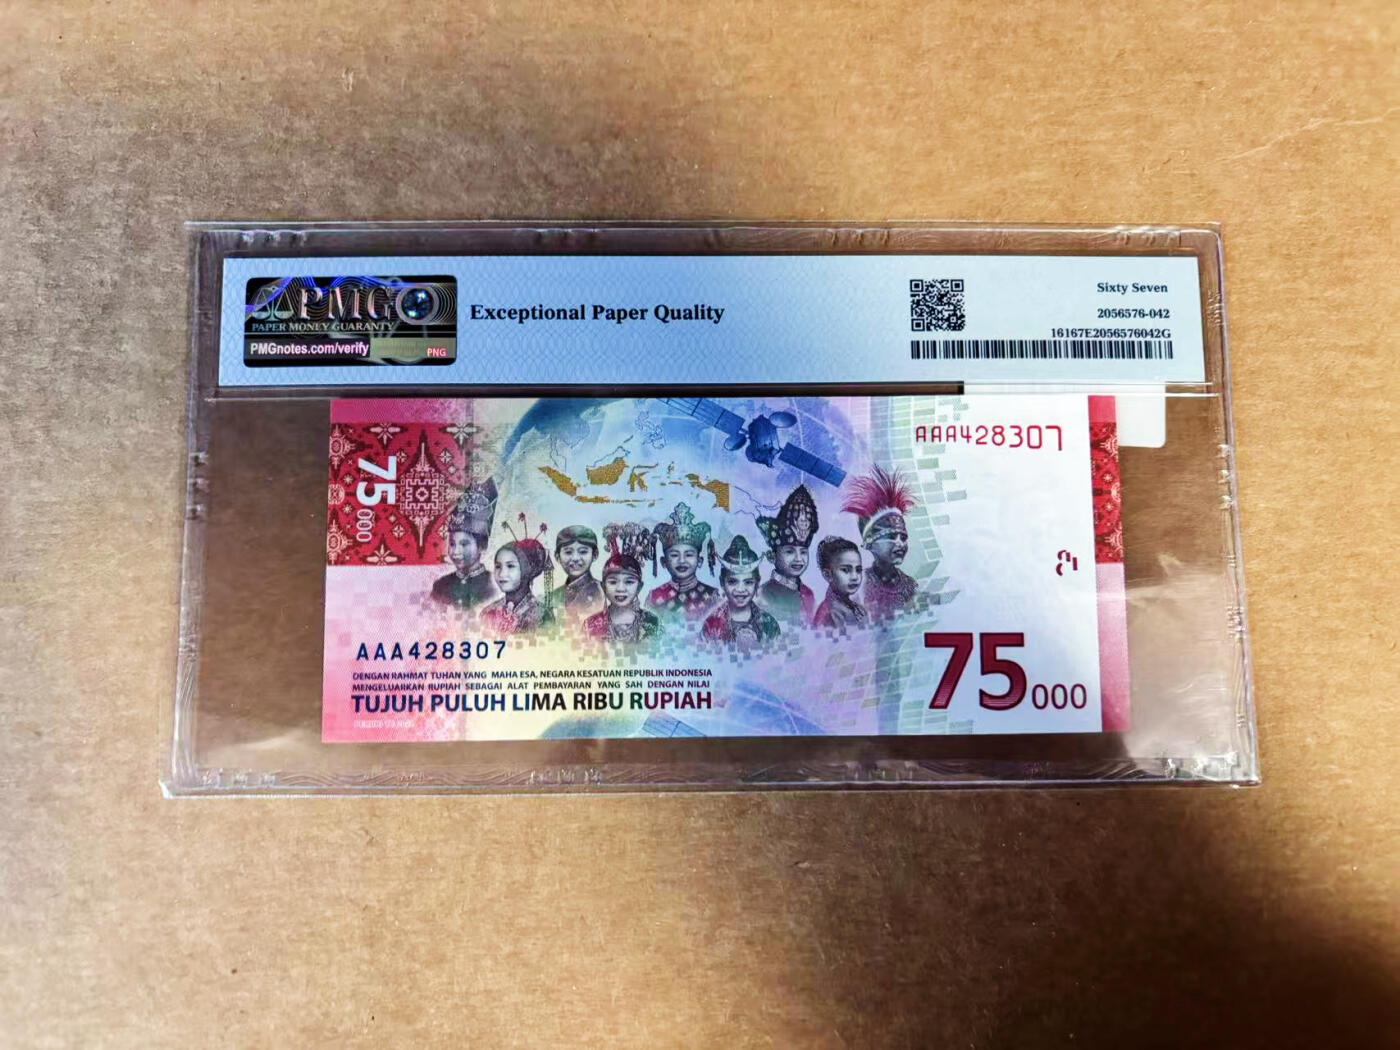 PMG
PAPER MONEY GUARANTY
PMGnotes.com/verify
PNG
Exceptional Paper Quality
Sixty Seven
2056576-042
16167E2056576042G
75000
AAA428307
AAA428307
DENGAN RAHMAT TUHAN YANG MAHA ESA, NEGARA KESATUAN REPUBLIK INDONESIA
MENGELUARKAN RUPIAH SEBAGAI ALAT PEMBAYARAN YANG SAH DENGAN NILAI
TUJUH PULUH LIMA RIBU RUPIAH
75000